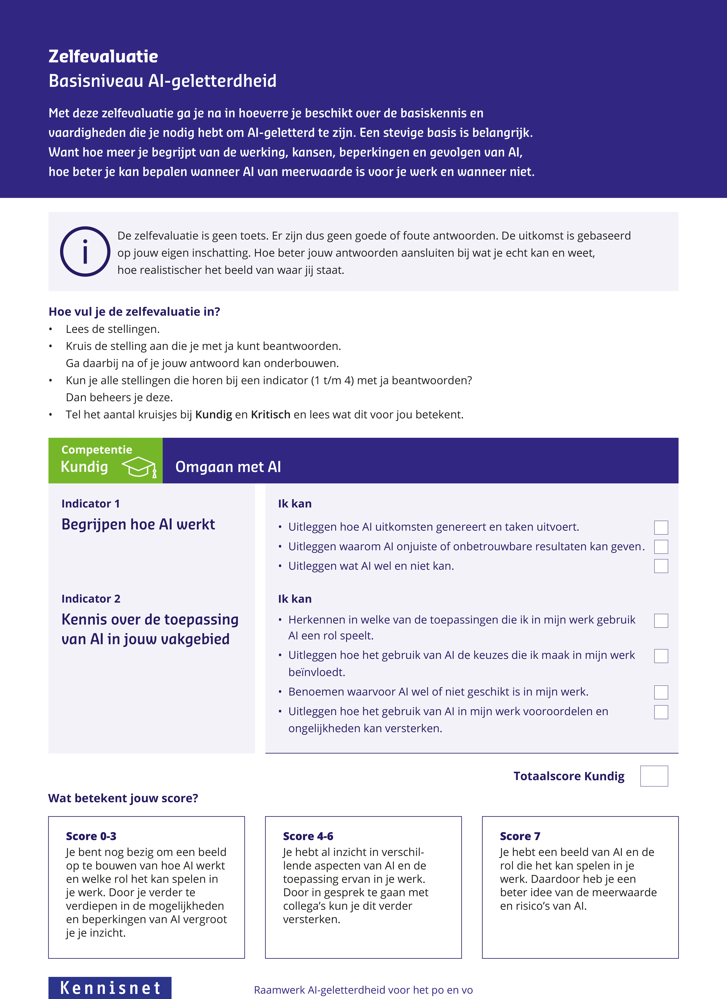 Zelfevaluatie
Basisniveau AI-geletterdheid
Met deze zelfevaluatie ga je na in hoeverre je beschikt over de basiskennis en
vaardigheden die je nodig hebt om AI-geletterd te zijn. Een stevige basis is belangrijk.
Want hoe meer je begrijpt van de werking, kansen, beperkingen en gevolgen van AI,
hoe beter je kan bepalen wanneer AI van meerwaarde is voor je werk en wanneer niet.
i
De zelfevaluatie is geen toets. Er zijn dus geen goede of foute antwoorden. De uitkomst is gebaseerd
op jouw eigen inschatting. Hoe beter jouw antwoorden aansluiten bij wat je echt kan en weet,
hoe realistischer het beeld van waar jij staat.
Hoe vul je de zelfevaluatie in?
• Lees de stellingen.
• Kruis de stelling aan die je met ja kunt beantwoorden.
Ga daarbij na of je jouw antwoord kan onderbouwen.
• Kun je alle stellingen die horen bij een indicator (1 t/m 4) met ja beantwoorden?
Dan beheers je deze.
• Tel het aantal kruisjes bij Kundig en Kritisch en lees wat dit voor jou betekent.
Competentie
Kundig
Omgaan met AI
Indicator 1
Begrijpen hoe AI werkt
Ik kan
• Uitleggen hoe AI uitkomsten genereert en taken uitvoert.
• Uitleggen waarom AI onjuiste of onbetrouwbare resultaten kan geven.
• Uitleggen wat AI wel en niet kan.
Indicator 2
Kennis over de toepassing
van AI in jouw vakgebied
Ik kan
• Herkennen in welke van de toepassingen die ik in mijn werk gebruik
AI een rol speelt.
• Uitleggen hoe het gebruik van AI de keuzes die ik maak in mijn werk
beïnvloedt.
• Benoemen waarvoor AI wel of niet geschikt is in mijn werk.
• Uitleggen hoe het gebruik van AI in mijn werk vooroordelen en
ongelijkheden kan versterken.
Totaalscore Kundig
Wat betekent jouw score?
Score 0-3
Je bent nog bezig om een beeld
op te bouwen van hoe AI werkt
en welke rol het kan spelen in
je werk. Door je verder te
verdiepen in de mogelijkheden
en beperkingen van AI vergroot
je je inzicht.
Score 4-6
Je hebt al inzicht in verschil-
lende aspecten van AI en de
toepassing ervan in je werk.
Door in gesprek te gaan met
collega's kun je dit verder
versterken.
Score 7
Je hebt een beeld van AI en de
rol die het kan spelen in je
werk. Daardoor heb je een
beter idee van de meerwaarde
en risico's van AI.
Kennisnet
Raamwerk AI-geletterdheid voor het po en vo